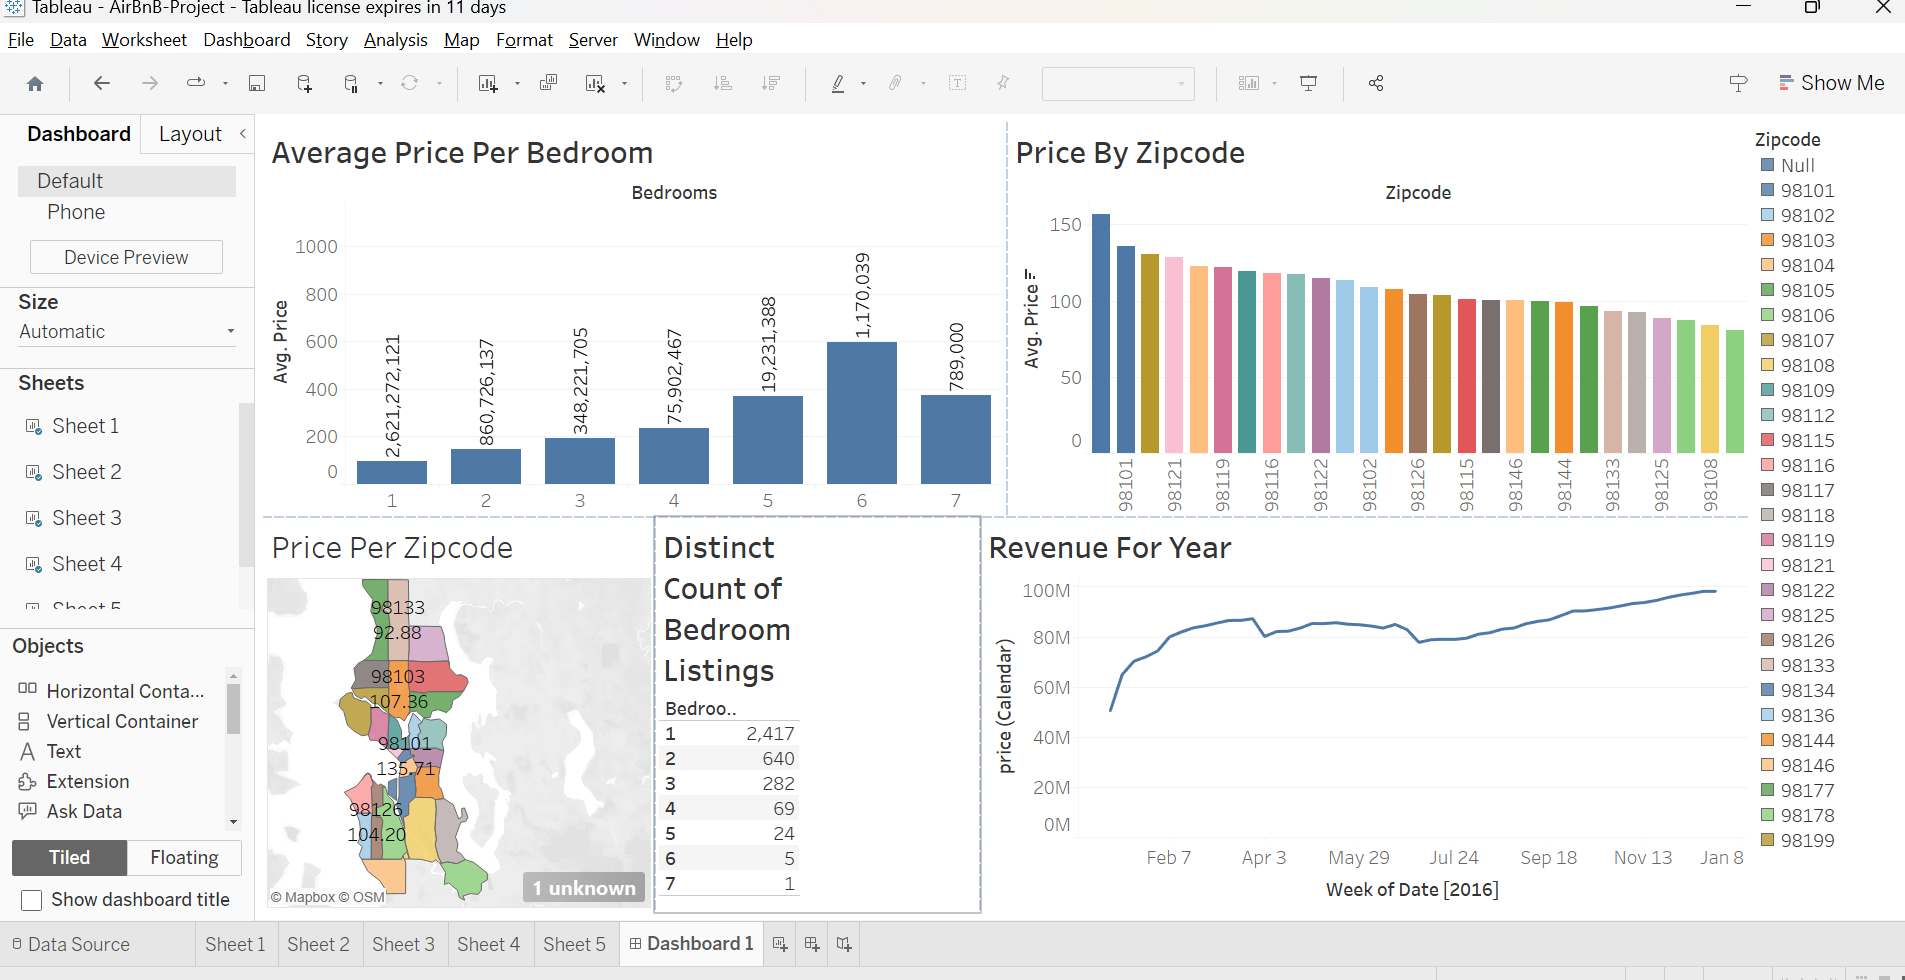 Tableau - AirBnB-Project - Tableau license expires in 11 days
File Data Worksheet Dashboard Story Analysis Map Format Server Window Help
Show Me
Dashboard Layout
Default
Phone
Device Preview
Size
Automatic
Sheets
Sheet 1
Sheet 2
Sheet 3
Sheet 4
Sheet 5
Objects
Horizontal Conta...
Vertical Container
Text
Extension
Ask Data
Tiled Floating
Show dashboard title
Average Price Per Bedroom
Bedrooms
Avg. Price
1000
800
600
400
200
0
2,621,272,121
860,726,137
348,221,705
75,902,467
19,231,388
1,170,039
789,000
1 2 3 4 5 6 7
Price By Zipcode
Zipcode
Avg. Price
150
100
50
0
98101 98121 98119 98116 98122 98102 98126 98115 98146 98144 98133 98125 98108
Zipcode
Null
98101
98102
98103
98104
98105
98106
98107
98108
98109
98112
98115
98116
98117
98118
98119
98121
98122
98125
98126
98133
98134
98136
98144
98146
98177
98178
98199
Price Per Zipcode
98133
92.88
98103
107.36
98101
135.71
98126
104.20
1 unknown
© Mapbox © OSM
Distinct
Count of
Bedroom
Listings
Bedroo..
1 2,417
2 640
3 282
4 69
5 24
6 5
7 1
Revenue For Year
price (Calendar)
100M
80M
60M
40M
20M
0M
Feb 7 Apr 3 May 29 Jul 24 Sep 18 Nov 13 Jan 8
Week of Date [2016]
Data Source Sheet 1 Sheet 2 Sheet 3 Sheet 4 Sheet 5 Dashboard 1